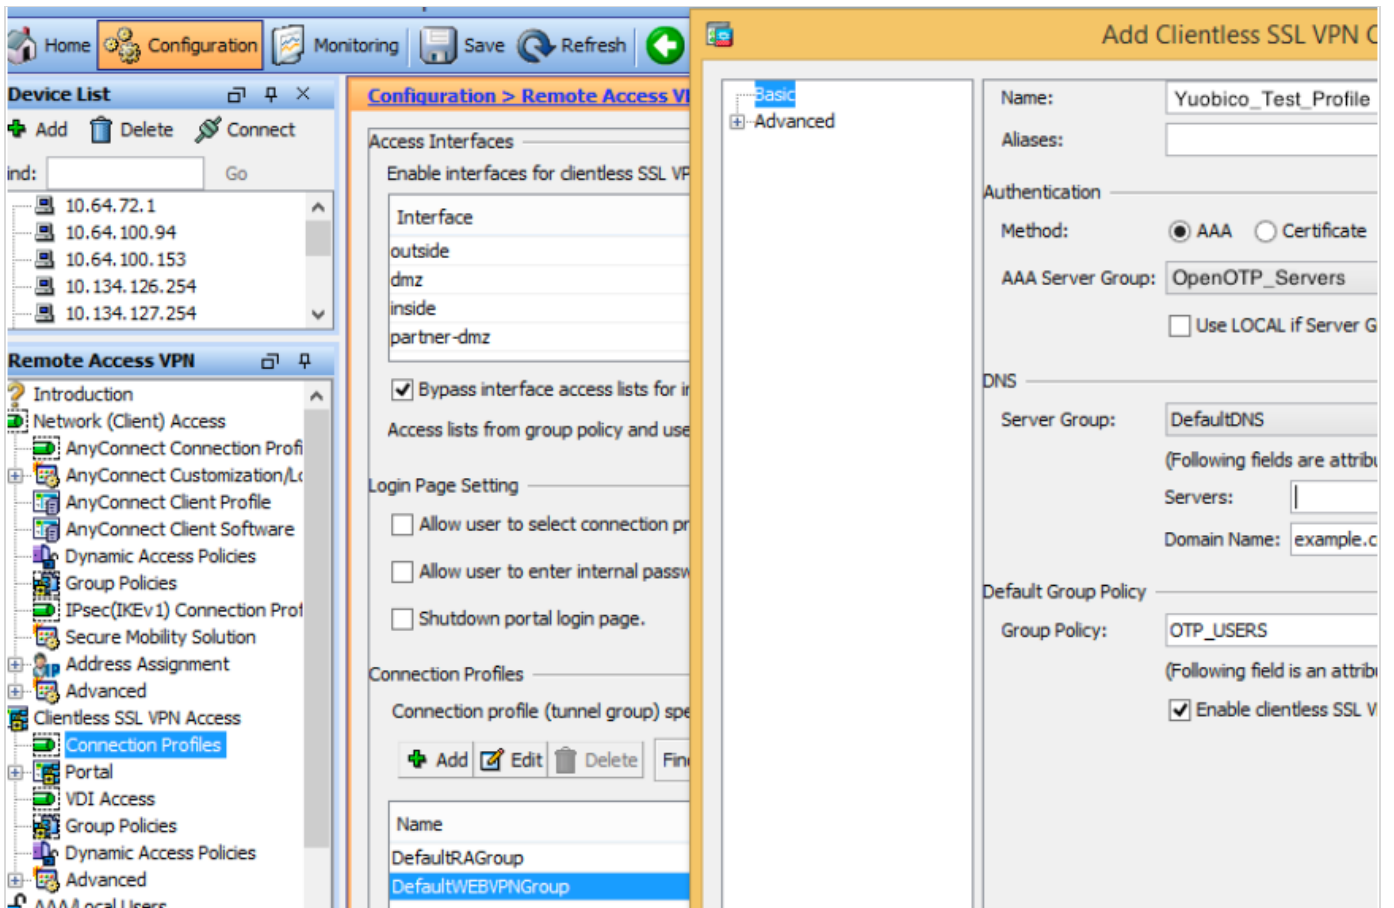 Home Configuration Monitoring Save Refresh
Device List
Add Delete Connect
ind: Go
10.64.72.1
10.64.100.94
10.64.100.153
10.134.126.254
10.134.127.254
Remote Access VPN
Introduction
Network (Client) Access
AnyConnect Connection Profi
AnyConnect Customization/Lo
AnyConnect Client Profile
AnyConnect Client Software
Dynamic Access Policies
Group Policies
IPsec(IKEv1) Connection Prof
Secure Mobility Solution
Address Assignment
Advanced
Clientless SSL VPN Access
Connection Profiles
Portal
VDI Access
Group Policies
Dynamic Access Policies
Advanced
AAA/Local Users
Configuration > Remote Access VP
Access Interfaces
Enable interfaces for clientless SSL VP
Interface
outside
dmz
inside
partner-dmz
Bypass interface access lists for in
Access lists from group policy and use
Login Page Setting
Allow user to select connection pr
Allow user to enter internal passw
Shutdown portal login page.
Connection Profiles
Connection profile (tunnel group) spe
Add Edit Delete Fin
Name
DefaultRAGroup
DefaultWEBVPNGroup
Add Clientless SSL VPN C
Basic
Advanced
Name: Yuobico_Test_Profile
Aliases:
Authentication
Method: AAA Certificate
AAA Server Group: OpenOTP_Servers
Use LOCAL if Server G
DNS
Server Group: DefaultDNS
(Following fields are attribu
Servers:
Domain Name: example.c
Default Group Policy
Group Policy: OTP_USERS
(Following field is an attrib
Enable clientless SSL V